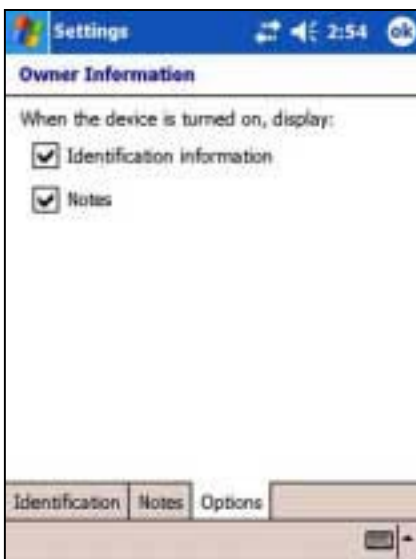 Settings 2:54 ok
Owner Information
When the device is turned on, display:
Identification information
Notes
Identification Notes Options